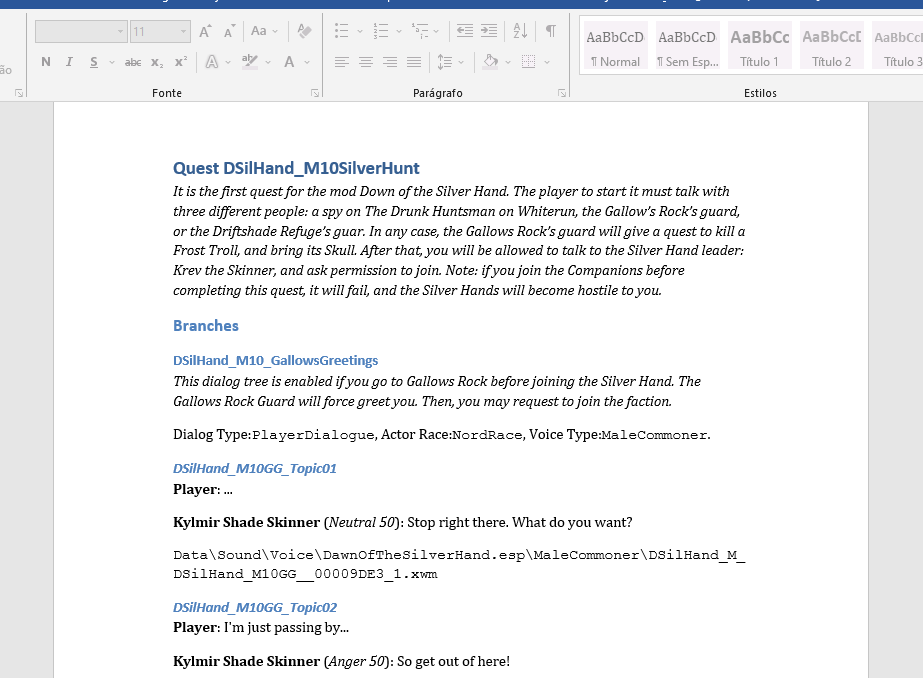 11 A A Aa A
N I S abc x₂ x² A ab A
ão
Fonte Parágrafo Estilos
AaBbCcD AaBbCcD AaBbCc AaBbCcD AaBbCcD
¶ Normal ¶ Sem Esp... Título 1 Título 2 Título 3
Quest DSilHand_M10SilverHunt
It is the first quest for the mod Down of the Silver Hand. The player to start it must talk with
three different people: a spy on The Drunk Huntsman on Whiterun, the Gallow's Rock's guard,
or the Driftshade Refuge's guar. In any case, the Gallows Rock's guard will give a quest to kill a
Frost Troll, and bring its Skull. After that, you will be allowed to talk to the Silver Hand leader:
Krev the Skinner, and ask permission to join. Note: if you join the Companions before
completing this quest, it will fail, and the Silver Hands will become hostile to you.
Branches
DSilHand_M10_GallowsGreetings
This dialog tree is enabled if you go to Gallows Rock before joining the Silver Hand. The
Gallows Rock Guard will force greet you. Then, you may request to join the faction.
Dialog Type:PlayerDialogue, Actor Race:NordRace, Voice Type:MaleCommoner.
DSilHand_M10GG_Topic01
Player: ...
Kylmir Shade Skinner (Neutral 50): Stop right there. What do you want?
Data\Sound\Voice\DawnOfTheSilverHand.esp\MaleCommoner\DSilHand_M_
DSilHand_M10GG__00009DE3_1.xwm
DSilHand_M10GG_Topic02
Player: I'm just passing by...
Kylmir Shade Skinner (Anger 50): So get out of here!